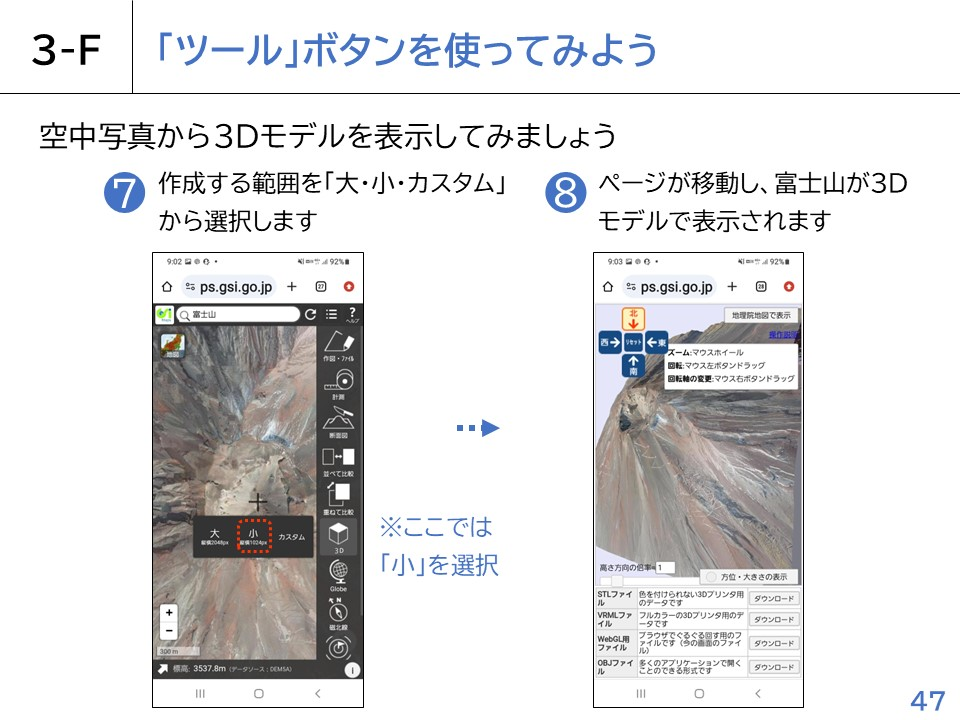 3-F
「ツール」ボタンを使ってみよう
空中写真から3Dモデルを表示してみましょう
7
作成する範囲を「大・小・カスタム」
から選択します
8
ページが移動し、富士山が3D
モデルで表示されます
9:02
92%
ps.gsi.go.jp
27
富士山
ヘルプ
地図
作図・ファイル
計測
断面図
並べて比較
重ねて比較
大
縦横2048px
小
縦横1024px
カスタム
3D
Globe
磁北線
+
-
300 m
標高: 3537.8m (データソース:DEM5A)
※ここでは
「小」を選択
9:03
92%
ps.gsi.go.jp
28
地理院地図で表示
北
西
リセット
東
南
ズーム:マウスホイール
回転:マウス左ボタンドラッグ
回転軸の変更:マウス右ボタンドラッグ
高さ方向の倍率= 1
方位・大きさの表示
STLファイル
色を付けられない3Dプリンタ用のデータです
ダウンロード
VRMLファイル
フルカラーの3Dプリンタ用のデータです
ダウンロード
WebGL用ファイル
ブラウザでぐるぐる回す用のファイルです(今の画面のファイル)
ダウンロード
OBJファイル
多くのアプリケーションで開くことのできる形式です
ダウンロード
47